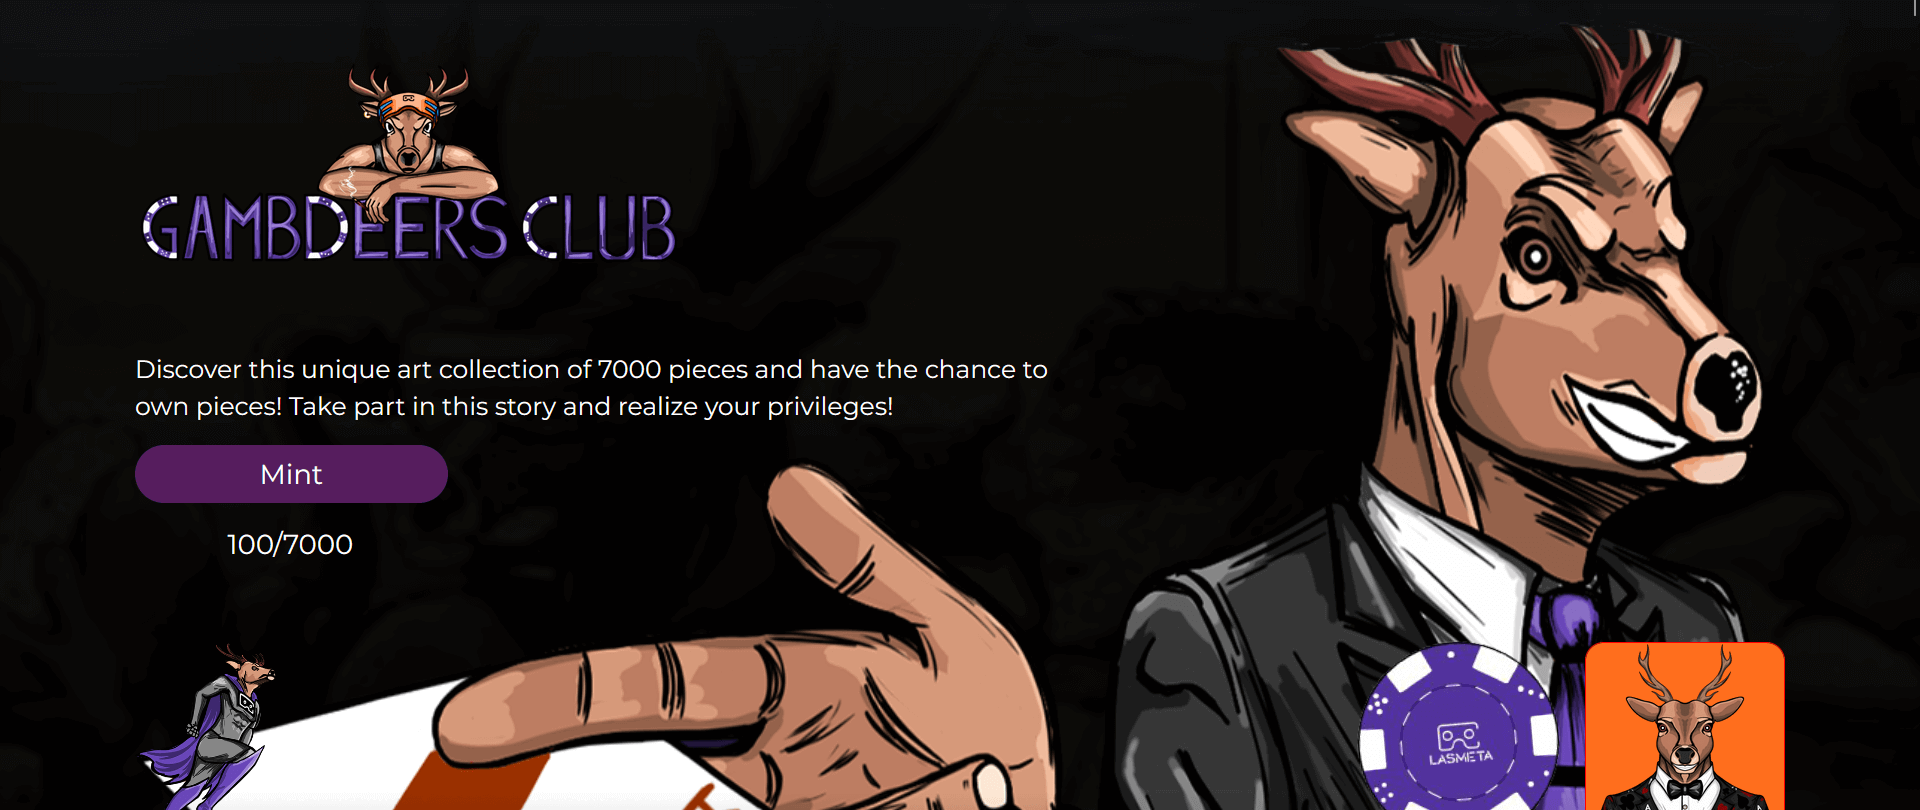 GAMBDEERS CLUB
Discover this unique art collection of 7000 pieces and have the chance to
own pieces! Take part in this story and realize your privileges!
Mint
100/7000
LASMETA